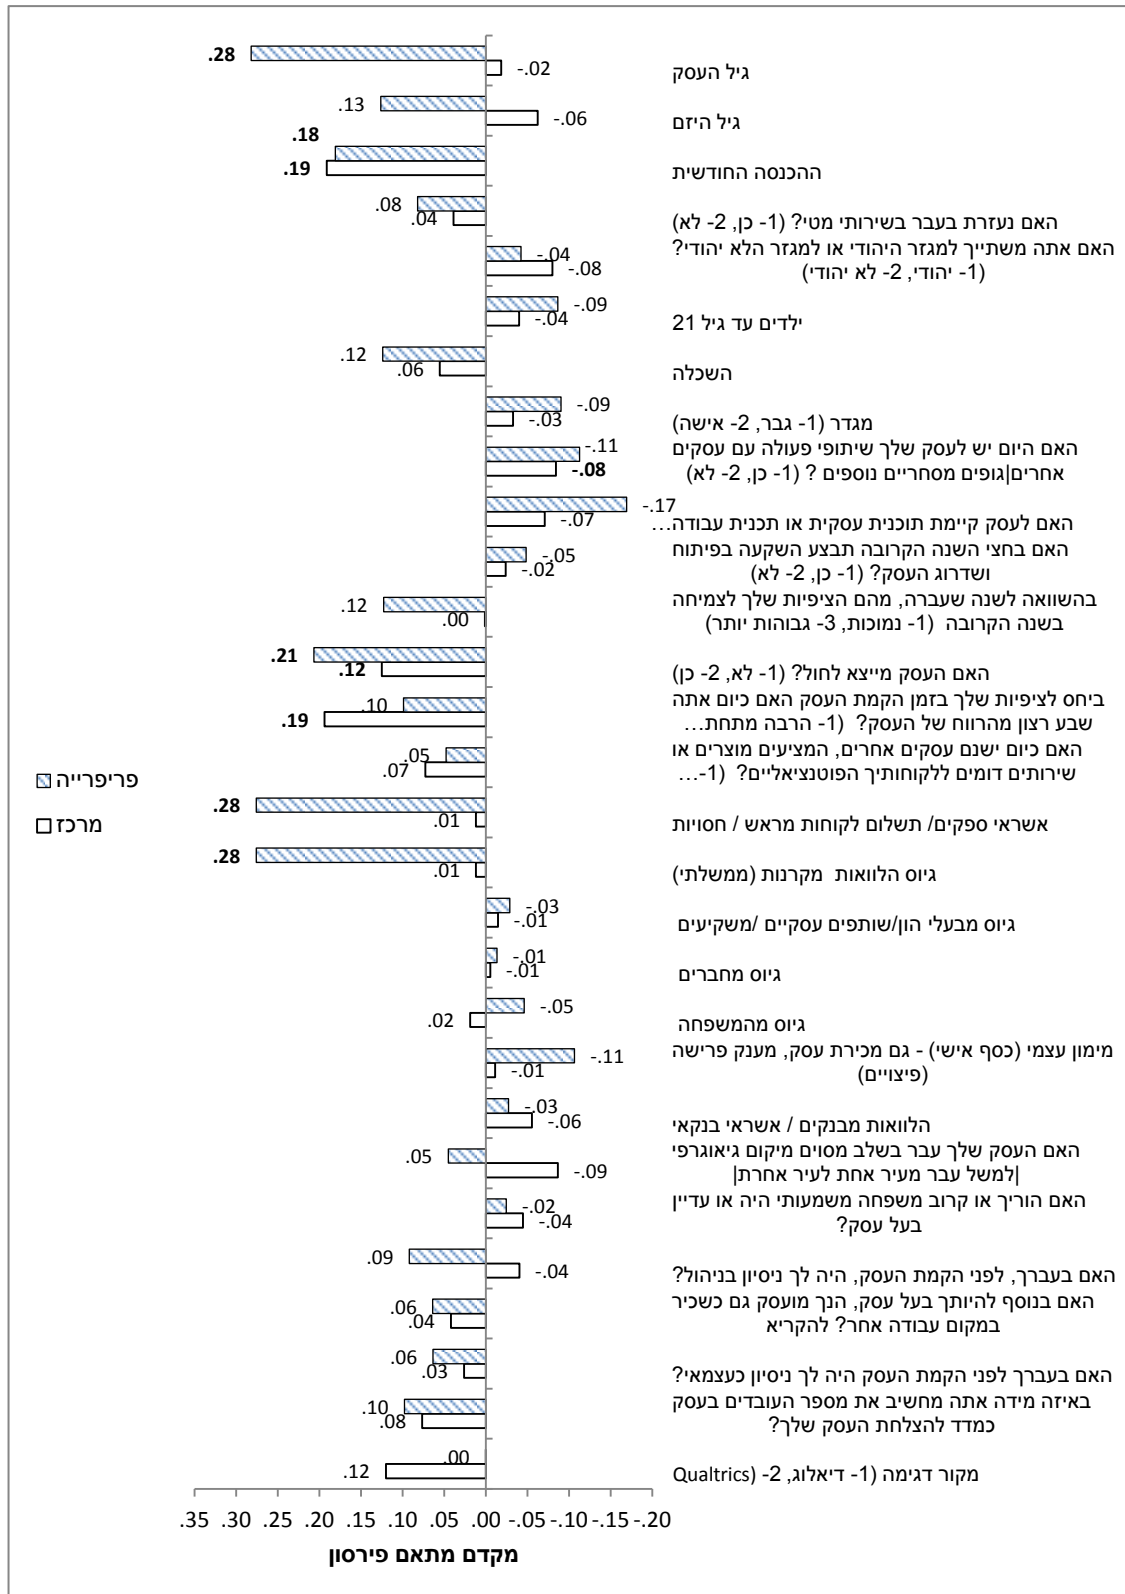 .28
-.02
גיל העסק
.13
-.06
גיל היזם
.18
.19
ההכנסה החודשית
.08
.04
האם נעזרת בעבר בשירותי מטי? (1- כן, 2- לא)
-.04
-.08
האם אתה משתייך למגזר היהודי או למגזר הלא יהודי?
(1- יהודי, 2- לא יהודי)
-.09
-.04
ילדים עד גיל 21
.12
.06
השכלה
-.09
-.03
מגדר (1- גבר, 2- אישה)
-.11
-.08
האם היום יש לעסק שלך שיתופי פעולה עם עסקים
אחרים|גופים מסחריים נוספים ? (1- כן, 2- לא)
-.17
-.07
האם לעסק קיימת תוכנית עסקית או תכנית עבודה...
-.05
-.02
האם בחצי השנה הקרובה תבצע השקעה בפיתוח
ושדרוג העסק? (1- כן, 2- לא)
.12
.00
בהשוואה לשנה שעברה, מהם הציפיות שלך לצמיחה
בשנה הקרובה (1- נמוכות, 3- גבוהות יותר)
.21
.12
האם העסק מייצא לחול? (1- לא, 2- כן)
.10
.19
ביחס לציפיות שלך בזמן הקמת העסק האם כיום אתה
שבע רצון מהרווח של העסק? (1- הרבה מתחת...
.05
.07
האם כיום ישנם עסקים אחרים, המציעים מוצרים או
שירותים דומים ללקוחותיך הפוטנציאליים? (1-...
פריפרייה
מרכז
.28
.01
אשראי ספקים/ תשלום לקוחות מראש / חסויות
.28
.01
גיוס הלוואות מקרנות (ממשלתי)
-.03
-.01
גיוס מבעלי הון/שותפים עסקיים /משקיעים
-.01
-.01
גיוס מחברים
-.05
.02
גיוס מהמשפחה
-.11
-.01
מימון עצמי (כסף אישי) - גם מכירת עסק, מענק פרישה
(פיצויים)
-.03
-.06
הלוואות מבנקים / אשראי בנקאי
.05
-.09
האם העסק שלך עבר בשלב מסוים מיקום גיאוגרפי
|למשל עבר מעיר אחת לעיר אחרת|
-.02
-.04
האם הוריך או קרוב משפחה משמעותי היה או עדיין
בעל עסק?
.09
-.04
האם בעברך, לפני הקמת העסק, היה לך ניסיון בניהול?
.06
.04
האם בנוסף להיותך בעל עסק, הנך מועסק גם כשכיר
במקום עבודה אחר? להקריא
.06
.03
האם בעברך לפני הקמת העסק היה לך ניסיון כעצמאי?
.10
.08
באיזה מידה אתה מחשיב את מספר העובדים בעסק
כמדד להצלחת העסק שלך?
.00
.12
מקור דגימה (1- דיאלוג, 2- (Qualtrics
.35 .30 .25 .20 .15 .10 .05 .00 -.05 -.10 -.15 -.20
מקדם מתאם פירסון